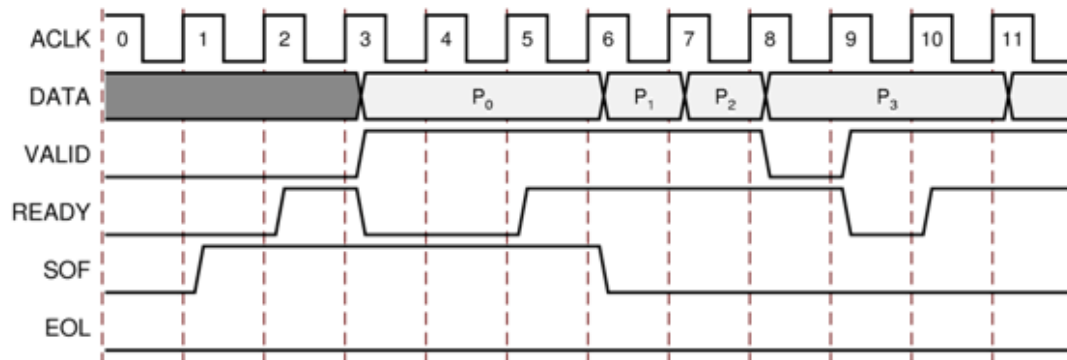 ACLK 0 1 2 3 4 5 6 7 8 9 10 11
DATA P₀ P₁ P₂ P₃
VALID
READY
SOF
EOL